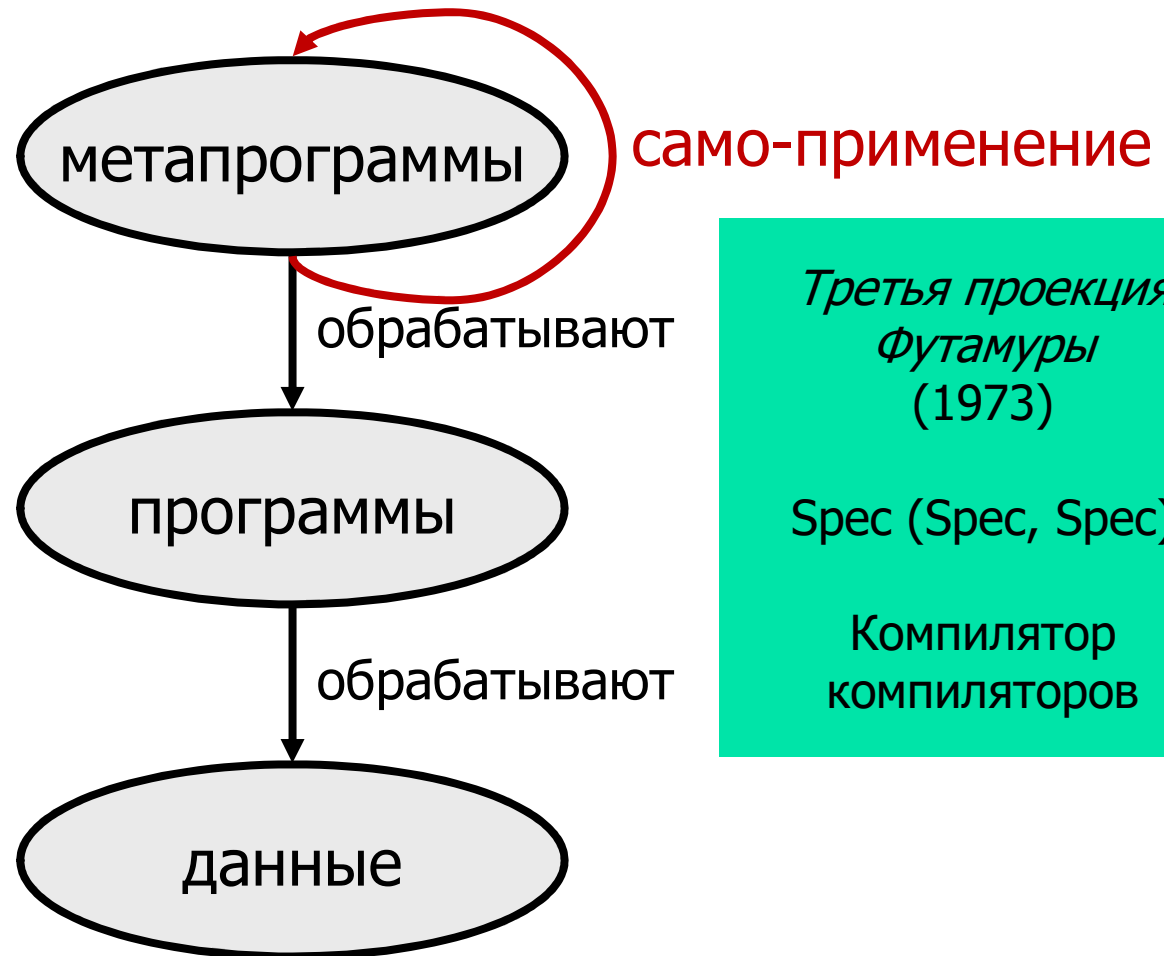 метапрограммы
само-применение
обрабатывают
программы
обрабатывают
данные
Третья проекция
Футамуры
(1973)
Spec (Spec, Spec)
Компилятор
компиляторов